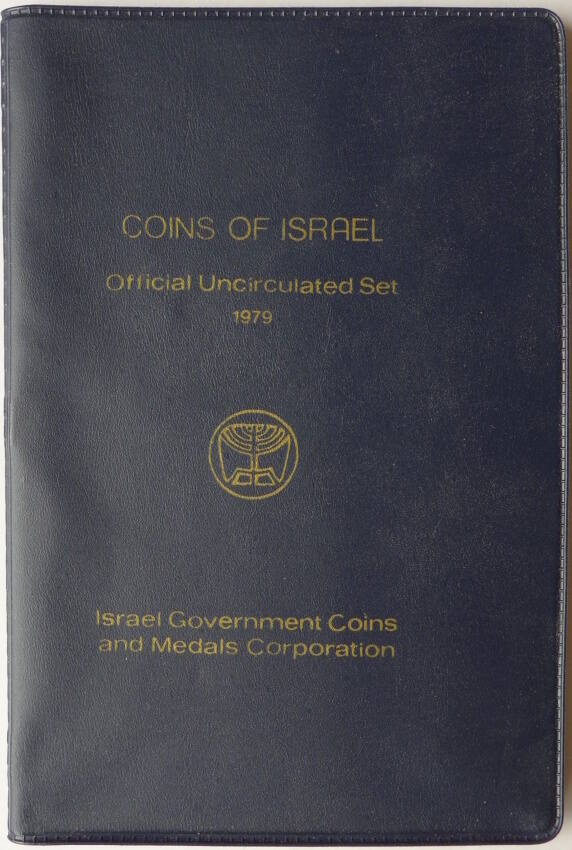 COINS OF ISRAEL
Official Uncirculated Set
1979
Israel Government Coins
and Medals Corporation